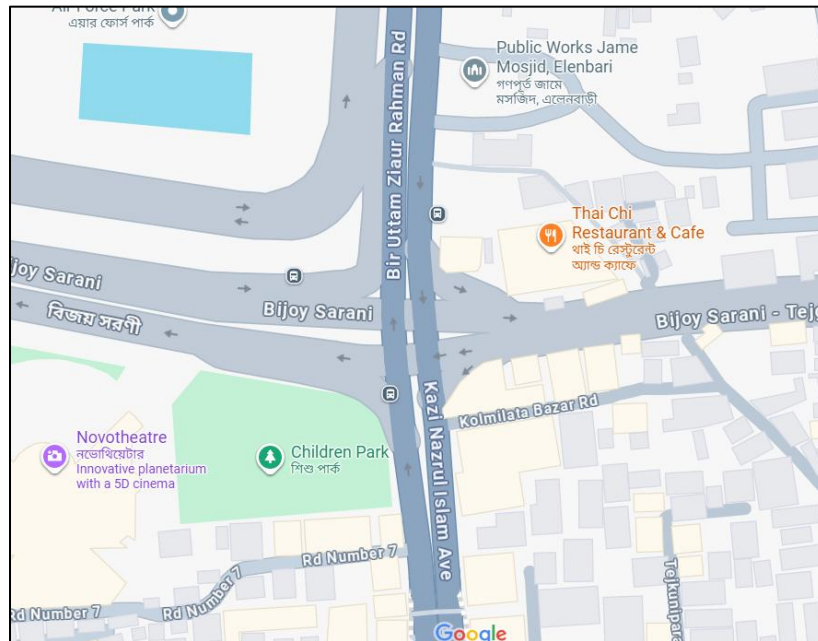 Air Force Park
এয়ার ফোর্স পার্ক
Bir Uttam Ziaur Rahman Rd
Public Works Jame
Mosjid, Elenbari
গণপূর্ত জামে
মসজিদ, এলেনবাড়ী
Thai Chi
Restaurant & Cafe
থাই চি রেস্টুরেন্ট
অ্যান্ড ক্যাফে
Bijoy Sarani
Bijoy Sarani
Bijoy Sarani - Tejg
বিজয় সরণী
Kazi Nazrul Islam Ave
Kolmilata Bazar Rd
Novotheatre
নভোথিয়েটার
Innovative planetarium
with a 5D cinema
Children Park
শিশু পার্ক
Rd Number 7
Rd Number 7
Rd Number 7
Tejkunipa
Google